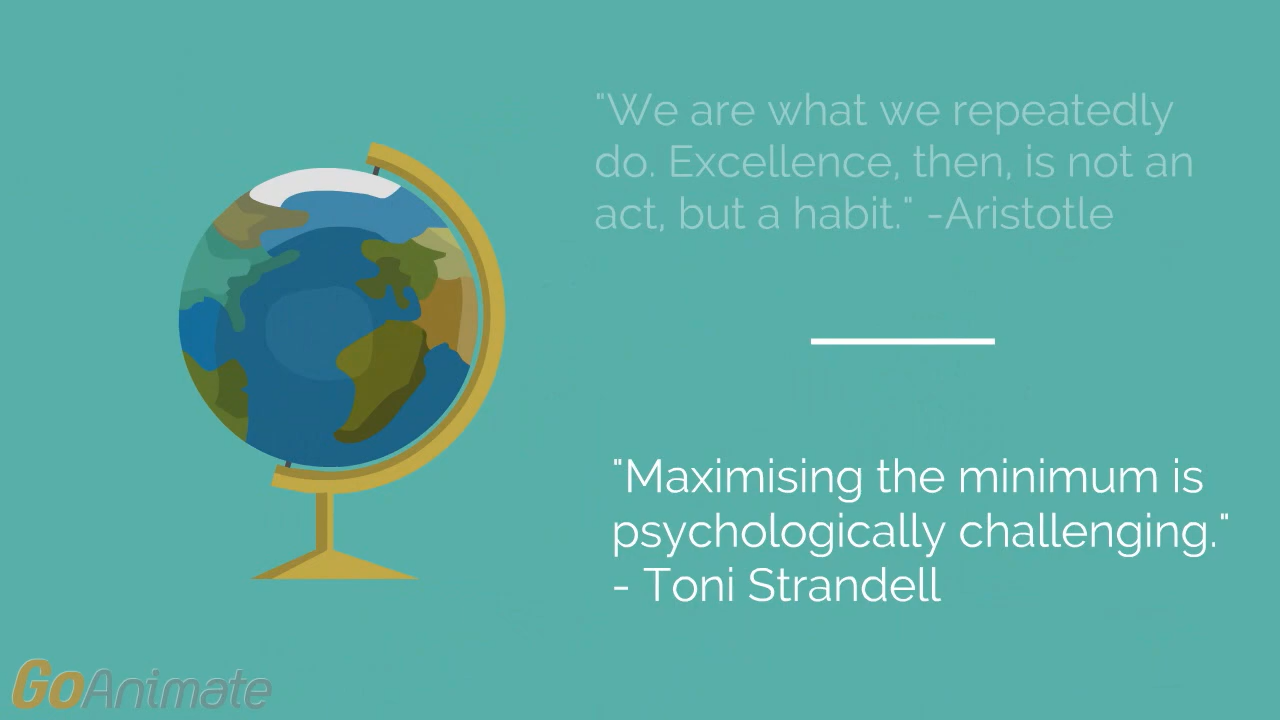 "We are what we repeatedly
do. Excellence, then, is not an
act, but a habit." -Aristotle
"Maximising the minimum is
psychologically challenging."
- Toni Strandell
GoAnimate